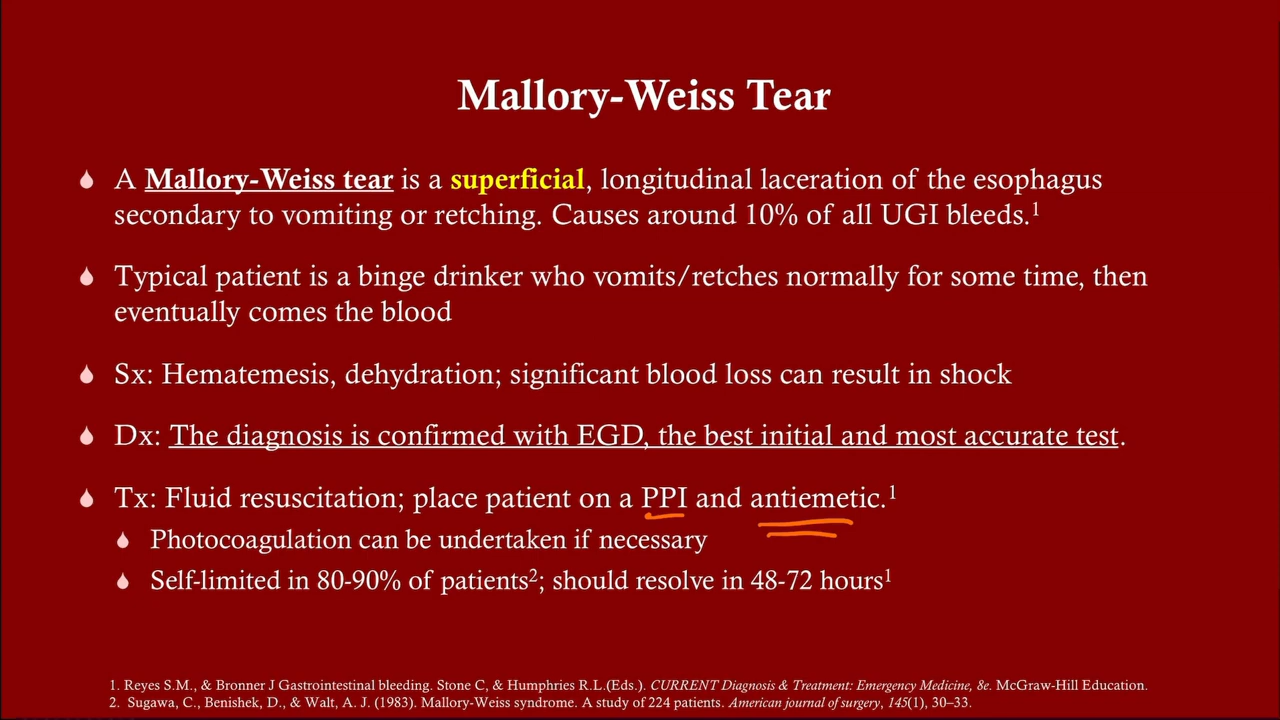 Mallory-Weiss Tear
A Mallory-Weiss tear is a superficial, longitudinal laceration of the esophagus
secondary to vomiting or retching. Causes around 10% of all UGI bleeds.¹
Typical patient is a binge drinker who vomits/retches normally for some time, then
eventually comes the blood
Sx: Hematemesis, dehydration; significant blood loss can result in shock
Dx: The diagnosis is confirmed with EGD, the best initial and most accurate test.
Tx: Fluid resuscitation; place patient on a PPI and antiemetic.¹
Photocoagulation can be undertaken if necessary
Self-limited in 80-90% of patients²; should resolve in 48-72 hours¹
1. Reyes S.M., & Bronner J Gastrointestinal bleeding. Stone C, & Humphries R.L.(Eds.). CURRENT Diagnosis & Treatment: Emergency Medicine, 8e. McGraw-Hill Education.
2. Sugawa, C., Benishek, D., & Walt, A. J. (1983). Mallory-Weiss syndrome. A study of 224 patients. American journal of surgery, 145(1), 30–33.